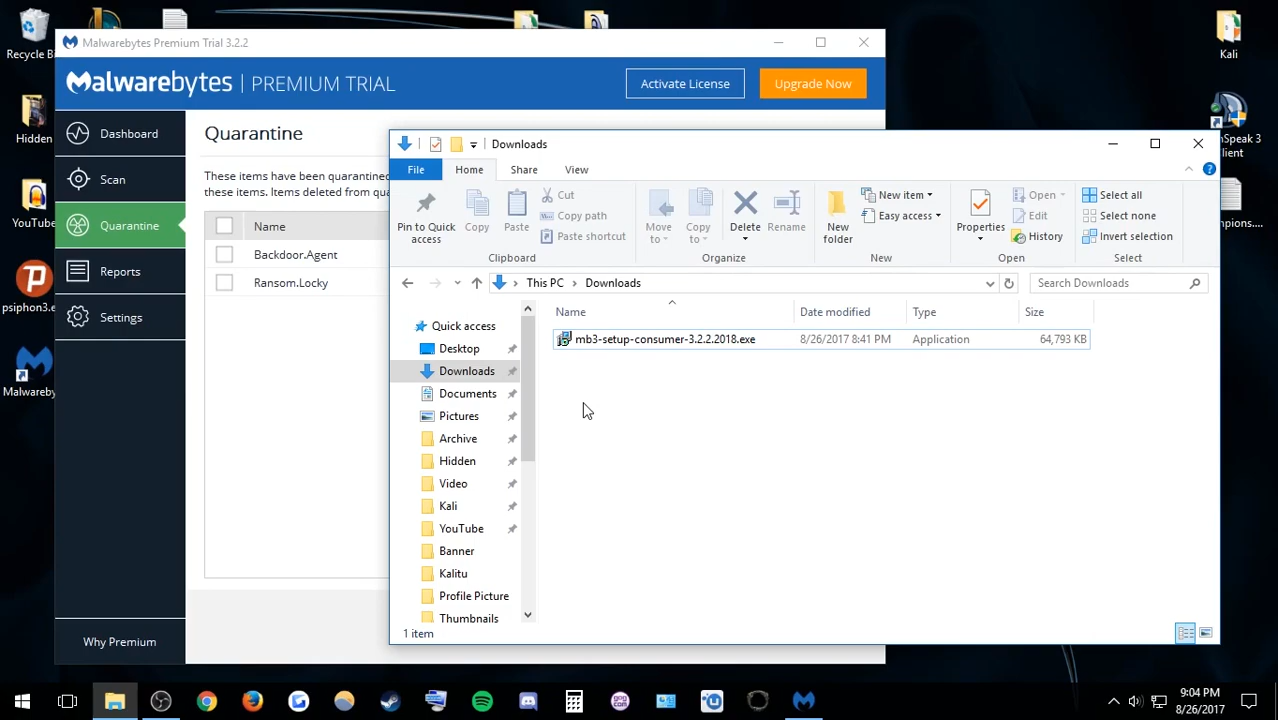 Recycle Bi
Hidden
YouTube
psiphon3.e
Malwareby
Kali
Speak 3
Client
mpions....
Malwarebytes Premium Trial 3.2.2
Malwarebytes | PREMIUM TRIAL
Activate License
Upgrade Now
Dashboard
Scan
Quarantine
Reports
Settings
Why Premium
Quarantine
These items have been quarantined
these items. Items deleted from qua
Name
Backdoor.Agent
Ransom.Locky
Downloads
File
Home
Share
View
Pin to Quick
access
Copy
Paste
Cut
Copy path
Paste shortcut
Clipboard
Move
to
Copy
to
Delete
Rename
Organize
New
folder
New item
Easy access
New
Properties
Open
Edit
History
Open
Select all
Select none
Invert selection
Select
This PC
Downloads
Search Downloads
Quick access
Desktop
Downloads
Documents
Pictures
Archive
Hidden
Video
Kali
YouTube
Banner
Kalitu
Profile Picture
Thumbnails
Name Date modified Type Size
mb3-setup-consumer-3.2.2.2018.exe 8/26/2017 8:41 PM Application 64,793 KB
1 item
9:04 PM
8/26/2017